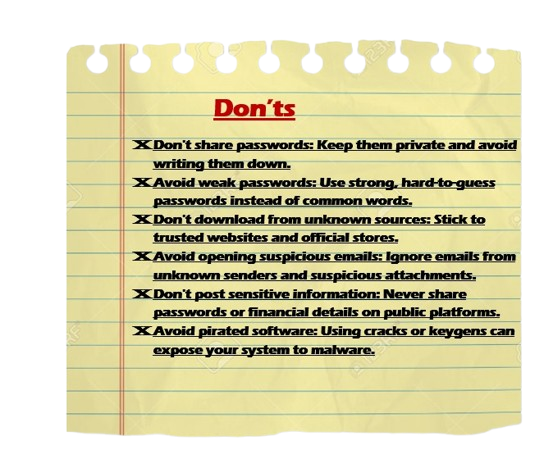 Don'ts
X Don't share passwords: Keep them private and avoid
writing them down.
X Avoid weak passwords: Use strong, hard-to-guess
passwords instead of common words.
X Don't download from unknown sources: Stick to
trusted websites and official stores.
X Avoid opening suspicious emails: Ignore emails from
unknown senders and suspicious attachments.
X Don't post sensitive information: Never share
passwords or financial details on public platforms.
X Avoid pirated software: Using cracks or keygens can
expose your system to malware.